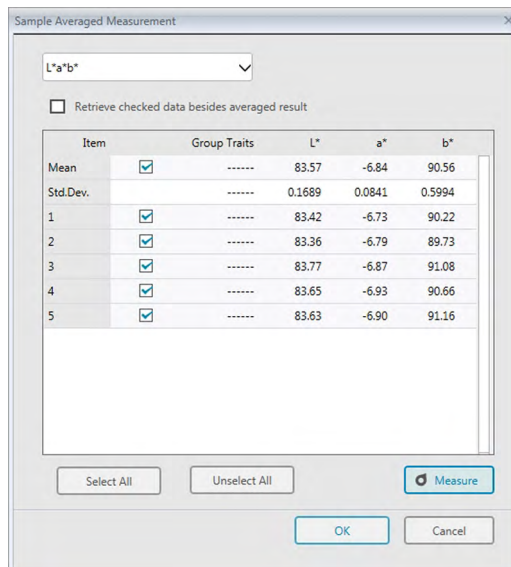 Sample Averaged Measurement
L*a*b*
Retrieve checked data besides averaged result
Item Group Traits L* a* b*
Mean ------ 83.57 -6.84 90.56
Std.Dev. ------ 0.1689 0.0841 0.5994
1 ------ 83.42 -6.73 90.22
2 ------ 83.36 -6.79 89.73
3 ------ 83.77 -6.87 91.08
4 ------ 83.65 -6.93 90.66
5 ------ 83.63 -6.90 91.16
Select All Unselect All Measure
OK Cancel